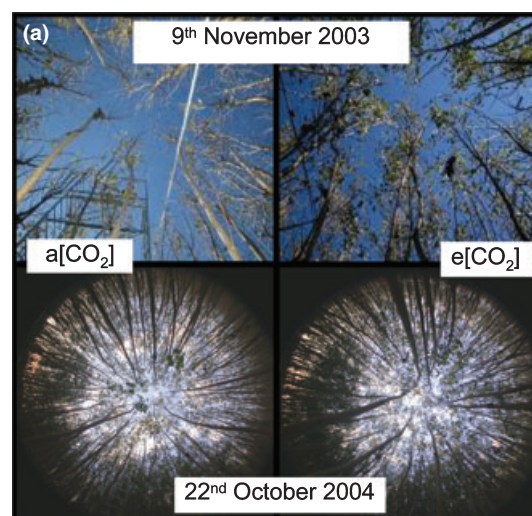 (a)
9th November 2003
a[CO2]
e[CO2]
22nd October 2004